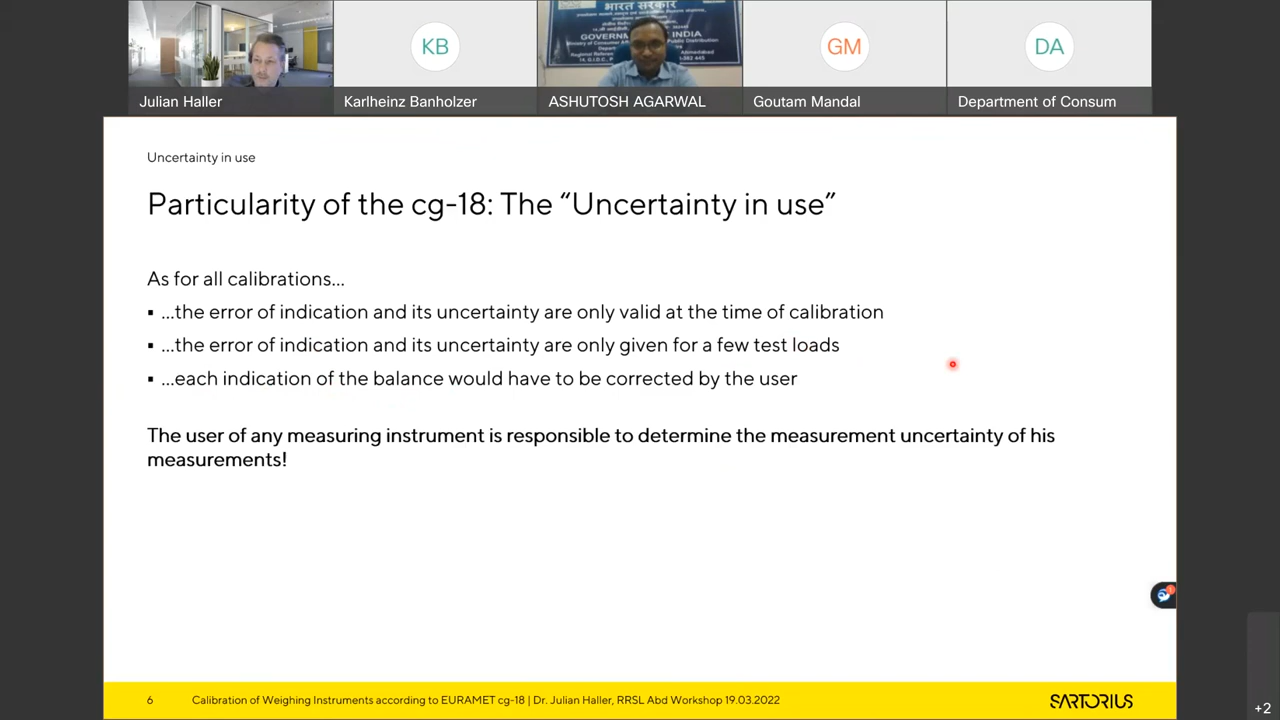 KB
GM
DA
भारत सरकार
Julian Haller
Karlheinz Banholzer
ASHUTOSH AGARWAL
Goutam Mandal
Department of Consum
Uncertainty in use
Particularity of the cg-18: The “Uncertainty in use”
As for all calibrations...
▪ ...the error of indication and its uncertainty are only valid at the time of calibration
▪ ...the error of indication and its uncertainty are only given for a few test loads
▪ ...each indication of the balance would have to be corrected by the user
The user of any measuring instrument is responsible to determine the measurement uncertainty of his
measurements!
6
Calibration of Weighing Instruments according to EURAMET cg-18 | Dr. Julian Haller, RRSL Abd Workshop 19.03.2022
SARTORIUS
+2